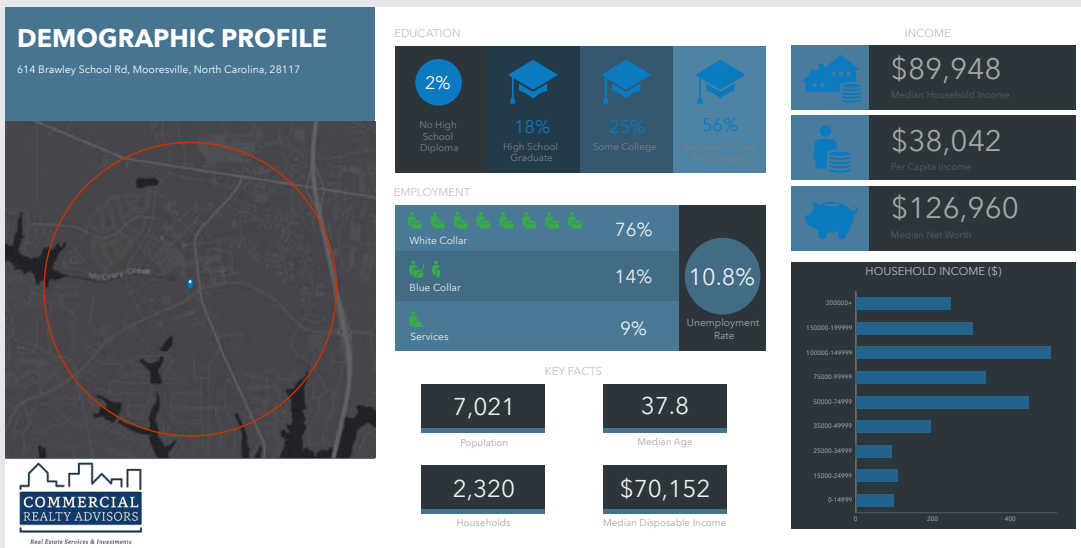 DEMOGRAPHIC PROFILE
614 Brawley School Rd, Mooresville, North Carolina, 28117
McCrary Creek
COMMERCIAL
REALTY ADVISORS
Real Estate Services & Investments
EDUCATION
2%
No High
School
Diploma
18%
High School
Graduate
25%
Some College
56%
EMPLOYMENT
White Collar
76%
Blue Collar
14%
Services
9%
10.8%
Unemployment
Rate
KEY FACTS
7,021
Population
37.8
Median Age
2,320
Households
$70,152
Median Disposable Income
INCOME
$89,948
Median Household Income
$38,042
Per Capita Income
$126,960
Median Net Worth
HOUSEHOLD INCOME ($)
200000+
150000-199999
100000-149999
75000-99999
50000-74999
35000-49999
25000-34999
15000-24999
0-14999
0
200
400